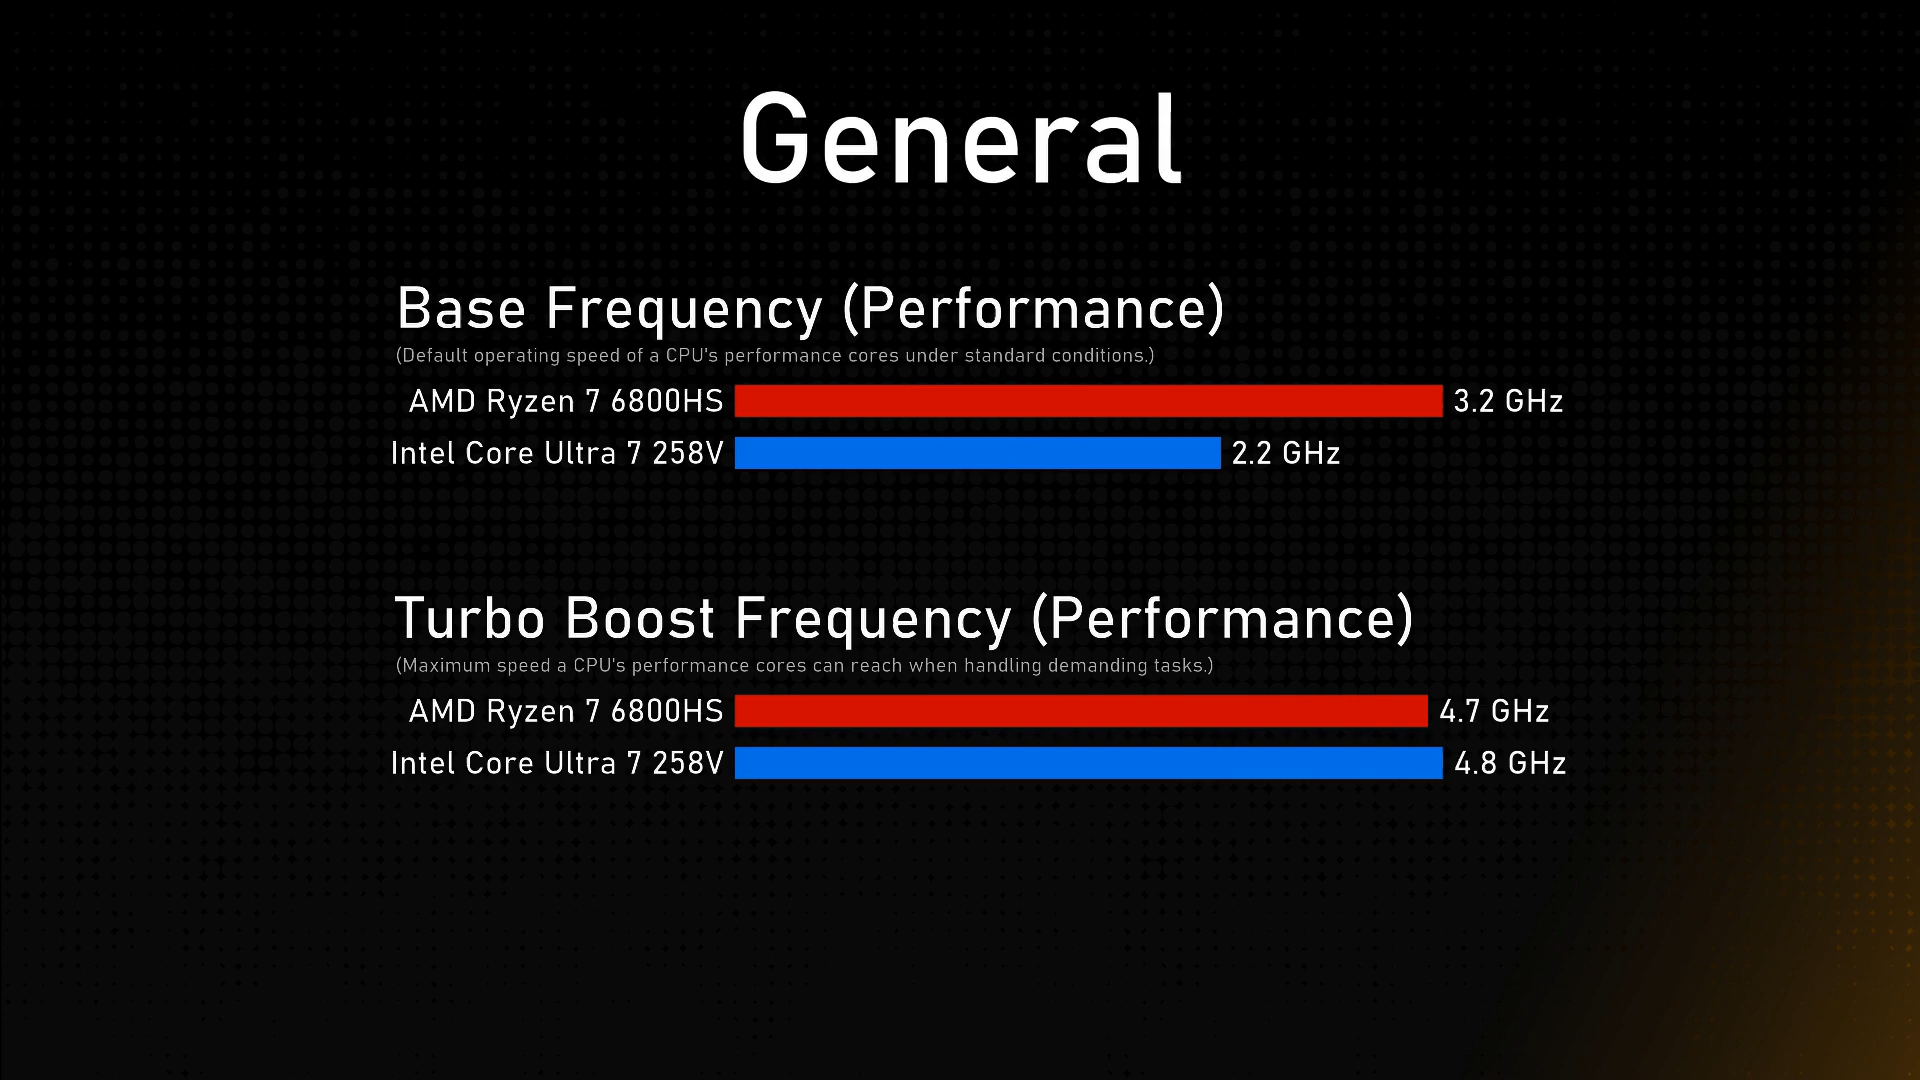 General
Base Frequency (Performance)
(Default operating speed of a CPU's performance cores under standard conditions.)
AMD Ryzen 7 6800HS 3.2 GHz
Intel Core Ultra 7 258V 2.2 GHz
Turbo Boost Frequency (Performance)
(Maximum speed a CPU's performance cores can reach when handling demanding tasks.)
AMD Ryzen 7 6800HS 4.7 GHz
Intel Core Ultra 7 258V 4.8 GHz